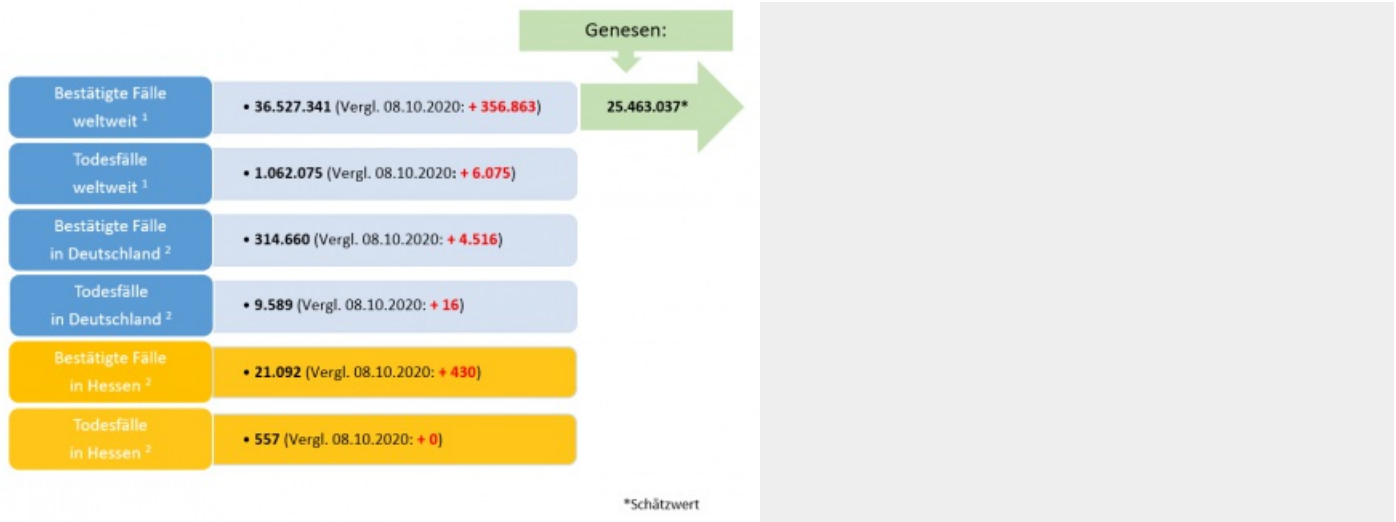 Genesen:
Bestätigte Fälle
weltweit ¹
• 36.527.341 (Vergl. 08.10.2020: + 356.863)
25.463.037*
Todesfälle
weltweit ¹
• 1.062.075 (Vergl. 08.10.2020: + 6.075)
Bestätigte Fälle
in Deutschland ²
• 314.660 (Vergl. 08.10.2020: + 4.516)
Todesfälle
in Deutschland ²
• 9.589 (Vergl. 08.10.2020: + 16)
Bestätigte Fälle
in Hessen ²
• 21.092 (Vergl. 08.10.2020: + 430)
Todesfälle
in Hessen ²
• 557 (Vergl. 08.10.2020: + 0)
*Schätzwert